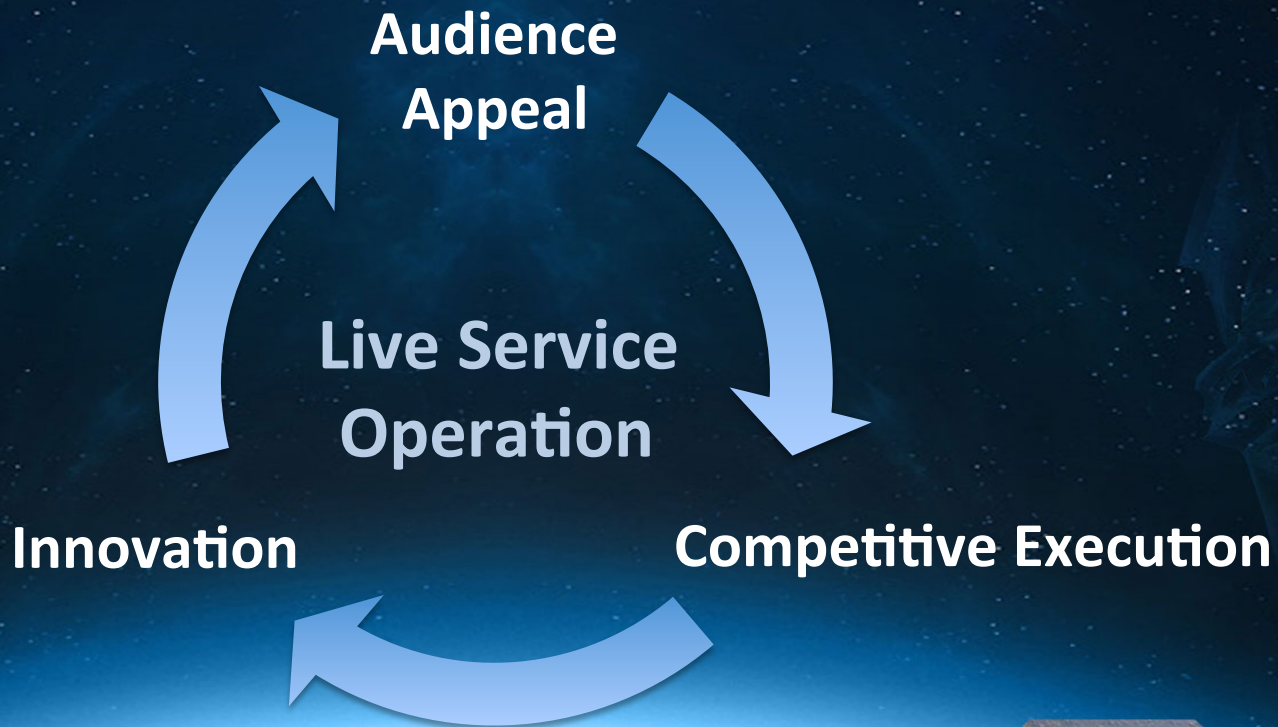 Audience
Appeal
Live Service
Operation
Innovation
Competitive Execution